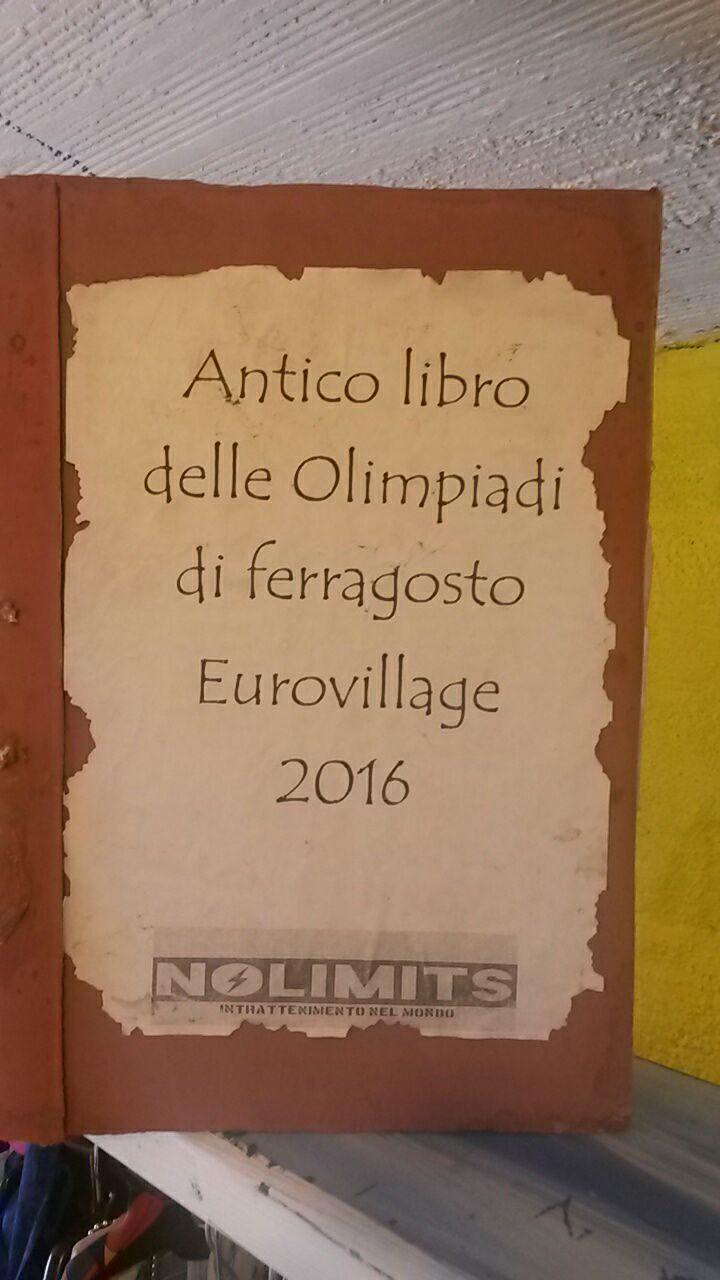 Antico libro
delle Olimpiadi
di ferragosto
Eurovillage
2016
NOLIMITS
INTRATTENIMENTO NEL MONDO